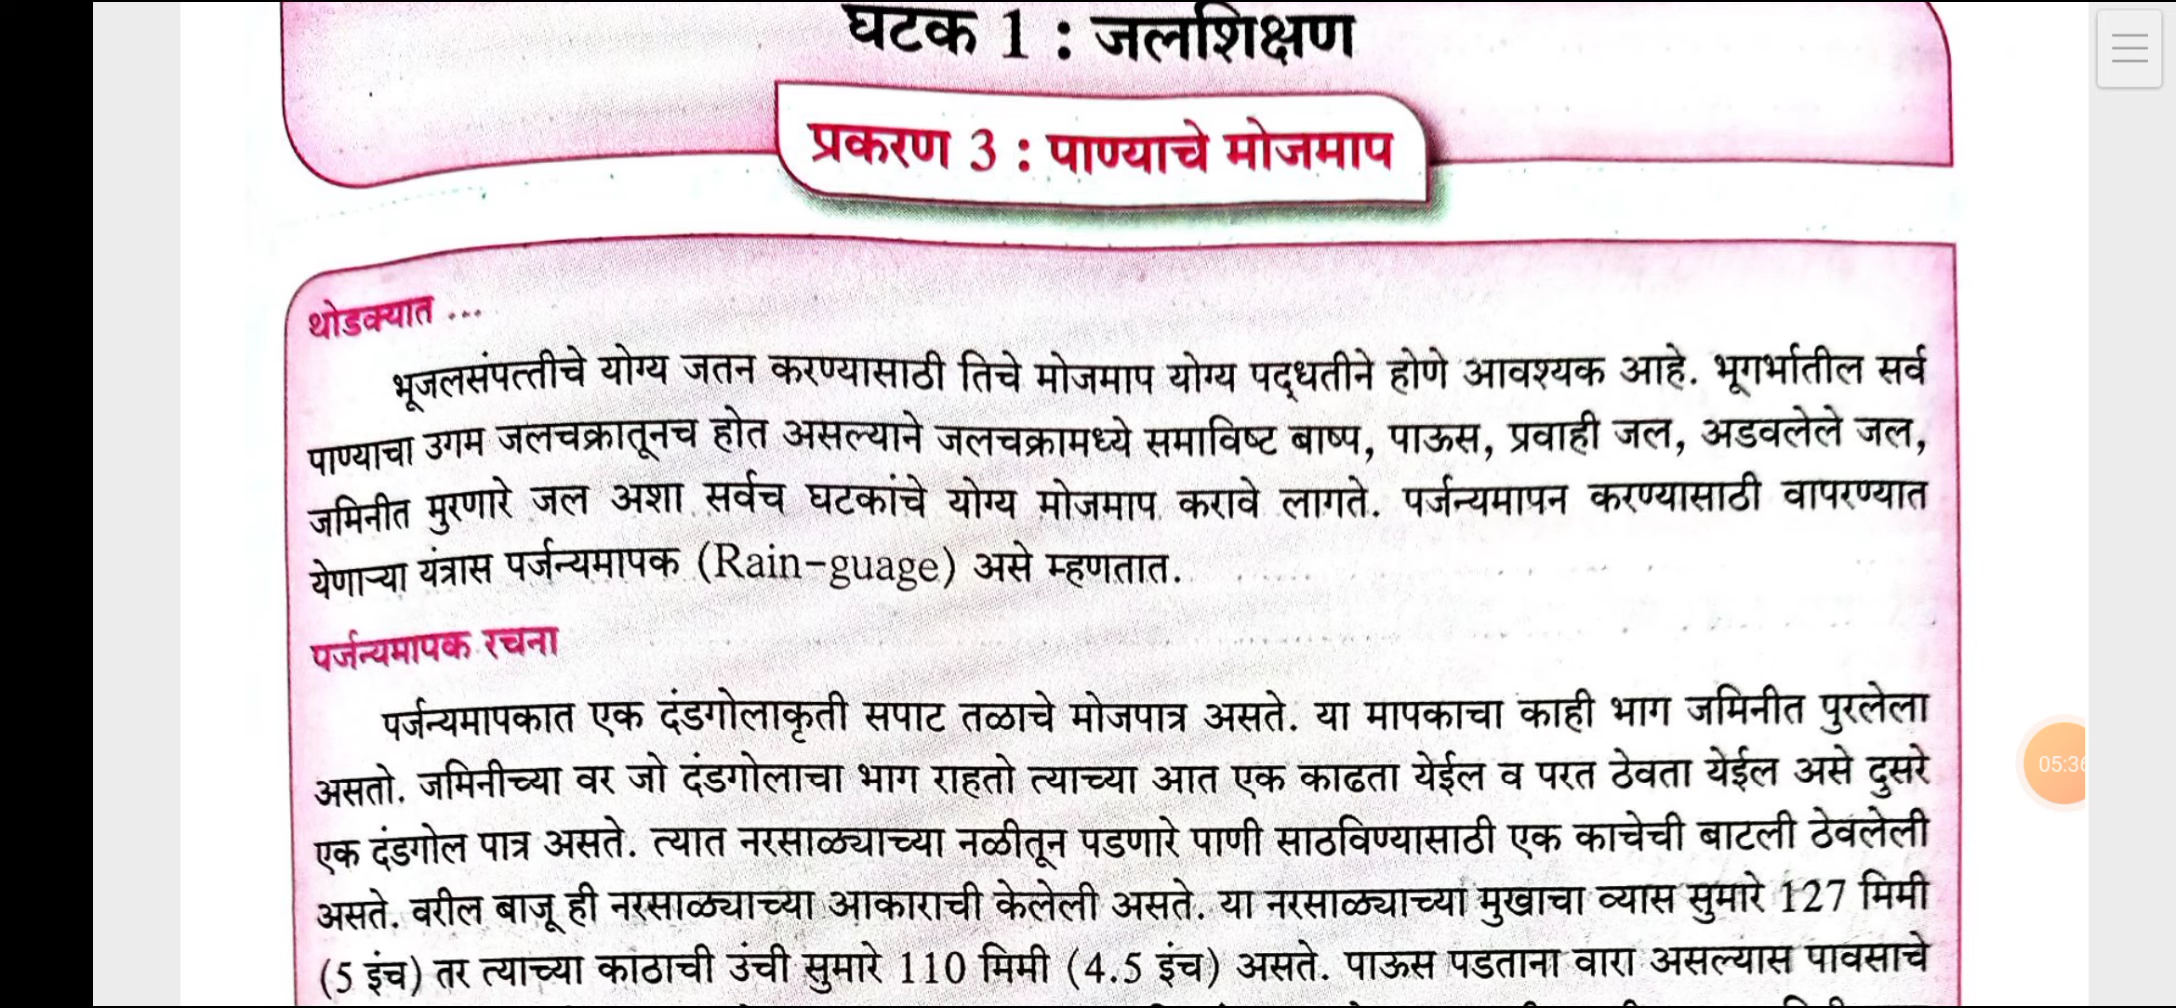 घटक 1 : जलशिक्षण
प्रकरण 3 : पाण्याचे मोजमाप
थोडक्यात ...
भूजलसंपत्तीचे योग्य जतन करण्यासाठी तिचे मोजमाप योग्य पद्धतीने होणे आवश्यक आहे. भूगर्भातील सर्व
पाण्याचा उगम जलचक्रातूनच होत असल्याने जलचक्रामध्ये समाविष्ट बाष्प, पाऊस, प्रवाही जल, अडवलेले जल,
जमिनीत मुरणारे जल अशा सर्वच घटकांचे योग्य मोजमाप करावे लागते. पर्जन्यमापन करण्यासाठी वापरण्यात
येणाऱ्या यंत्रास पर्जन्यमापक (Rain-guage) असे म्हणतात.
पर्जन्यमापक रचना
पर्जन्यमापकात एक दंडगोलाकृती सपाट तळाचे मोजपात्र असते. या मापकाचा काही भाग जमिनीत पुरलेला
असतो. जमिनीच्या वर जो दंडगोलाचा भाग राहतो त्याच्या आत एक काढता येईल व परत ठेवता येईल असे दुसरे
एक दंडगोल पात्र असते. त्यात नरसाळ्याच्या नळीतून पडणारे पाणी साठविण्यासाठी एक काचेची बाटली ठेवलेली
असते. वरील बाजू ही नरसाळ्याच्या आकाराची केलेली असते. या नरसाळ्याच्या मुखाचा व्यास सुमारे 127 मिमी
(5 इंच) तर त्याच्या काठाची उंची सुमारे 110 मिमी (4.5 इंच) असते. पाऊस पडताना वारा असल्यास पावसाचे
05:36